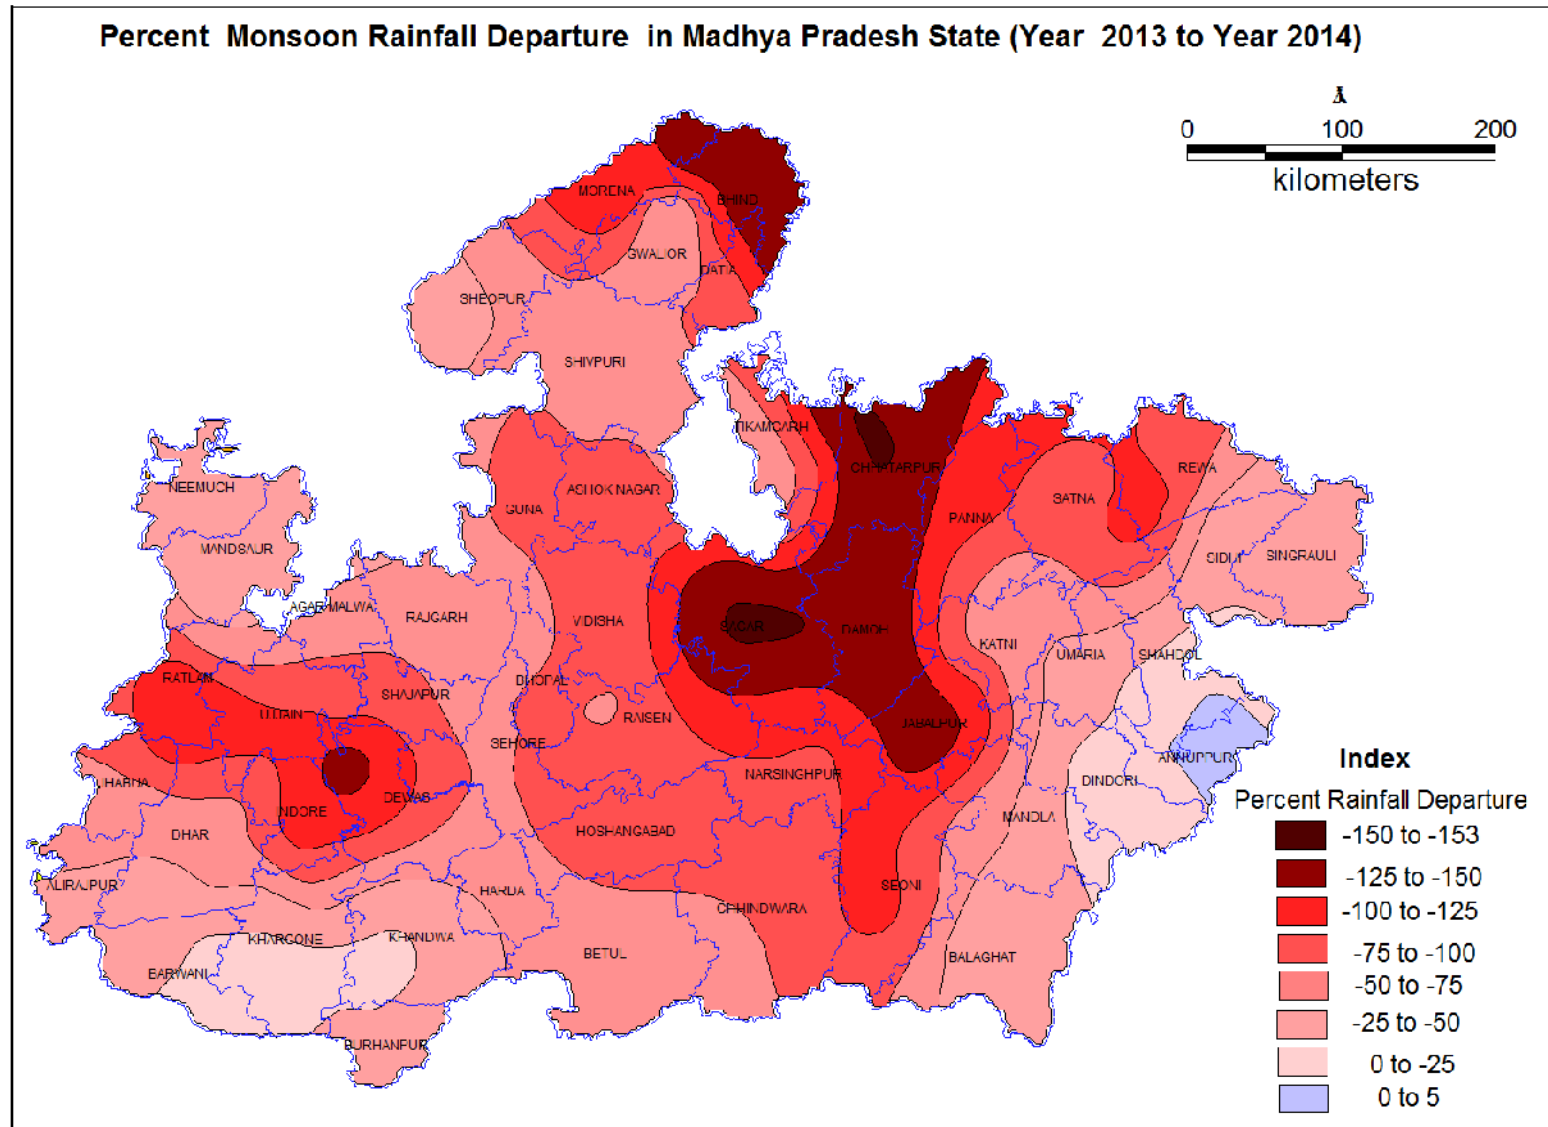 Percent Monsoon Rainfall Departure in Madhya Pradesh State (Year 2013 to Year 2014)
0 100 200
kilometers
MORENA
BHIND
GWALIOR
DATIA
SHEOPUR
SHIVPURI
TIKAMGARH
CHHATARPUR
REWA
NEEMUCH
ASHOK NAGAR
GUNA
SATNA
PANNA
MANDSAUR
SIDHI
SINGRAULI
AGAR MALWA
RAJGARH
VIDISHA
SAGAR
DAMOH
KATNI
UMARIA
SHAHDOL
RATLAM
BHOPAL
SHAJAPUR
UJJAIN
RAISEN
JABALPUR
SEHORE
ANNUPPUR
NARSINGHPUR
DINDORI
JHABUA
DEWAS
INDORE
MANDLA
DHAR
HOSHANGABAD
ALIRAJPUR
HARDA
SEONI
CHHINDWARA
KHARGONE
KHANDWA
BETUL
BALAGHAT
BARWANI
BURHANPUR
Index
Percent Rainfall Departure
-150 to -153
-125 to -150
-100 to -125
-75 to -100
-50 to -75
-25 to -50
0 to -25
0 to 5